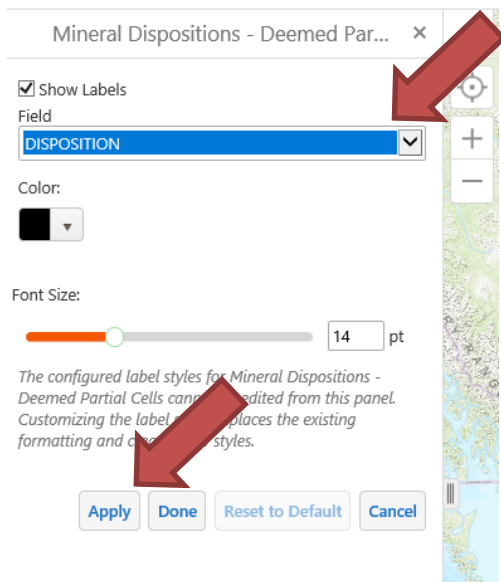 Mineral Dispositions - Deemed Par... ×
Show Labels
Field
DISPOSITION
Color:
Font Size:
14 pt
The configured label styles for Mineral Dispositions -
Deemed Partial Cells edited from this panel.
Customizing the label the existing
formatting and styles.
Apply Done Reset to Default Cancel
+
−
RY RANG